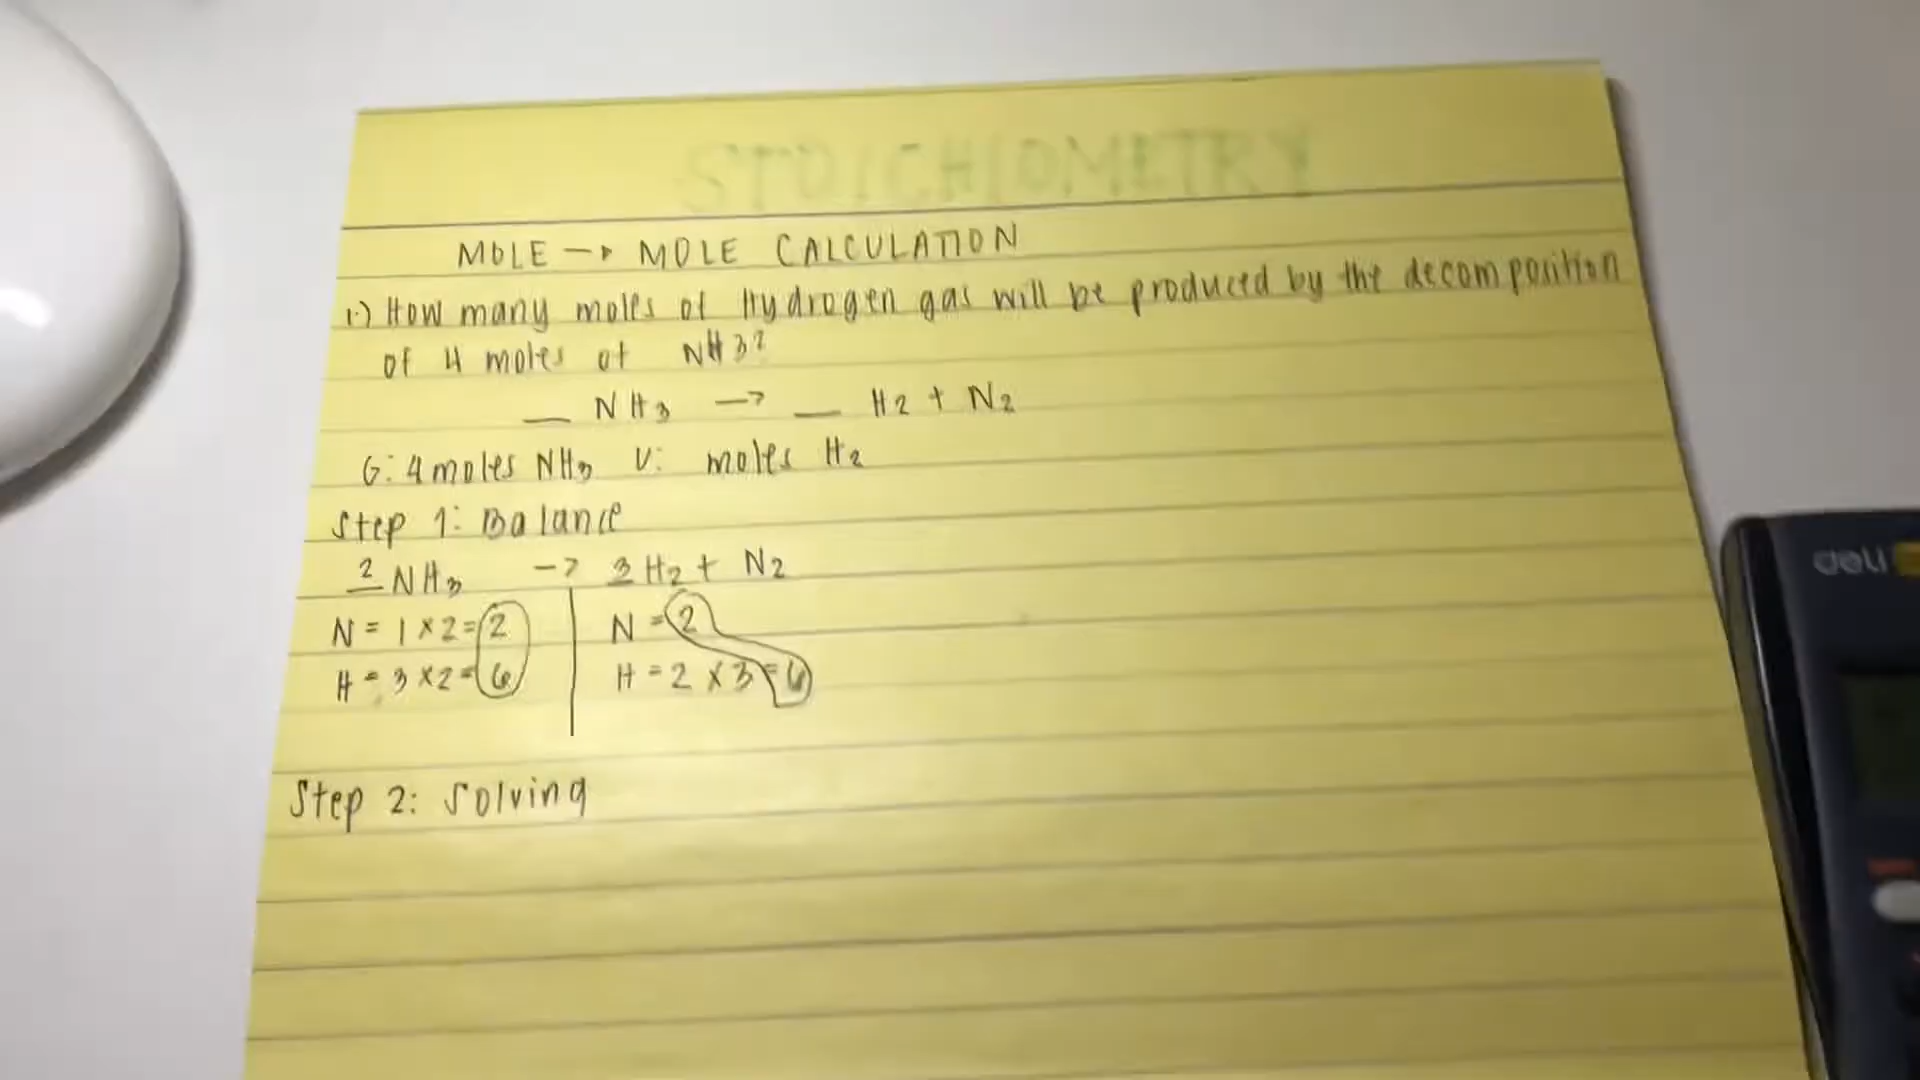 STOICHIOMETRY
MOLE → MOLE CALCULATION
1.) How many moles of Hydrogen gas will be produced by the decomposition
of 4 moles of NH3?
__ NH3 → __ H2 + N2
G: 4 moles NH3 U: moles H2
Step 1: Balance
2 NH3 → 3 H2 + N2
N = 1 x 2 = 2 N = 2
H = 3 x 2 = 6 H = 2 x 3 = 6
Step 2: Solving
deli